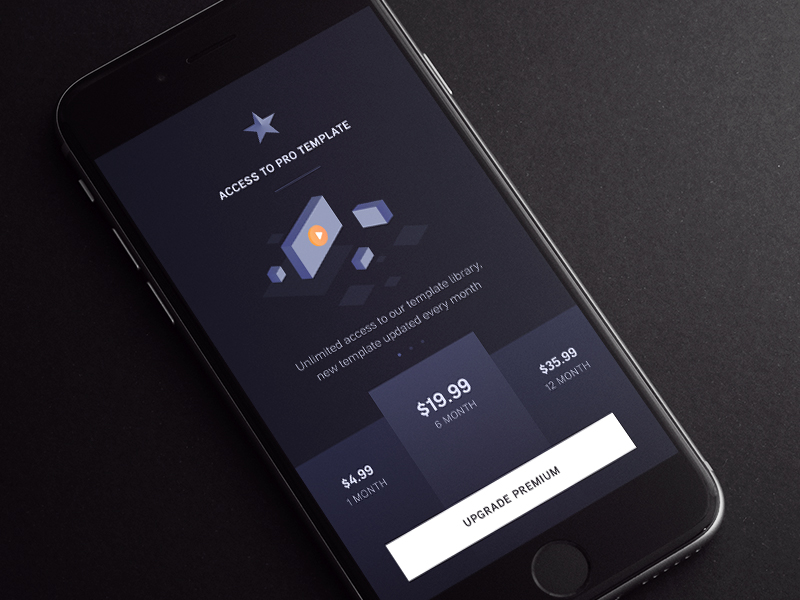 ACCESS TO PRO TEMPLATE
Unlimited access to our template library,
new template updated every month
$4.99
1 MONTH
$19.99
6 MONTH
$35.99
12 MONTH
UPGRADE PREMIUM